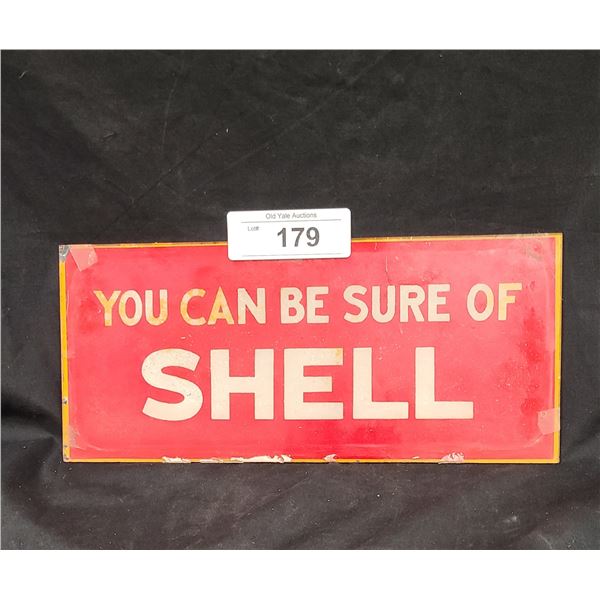 Old Yale Auctions
Lot# 179
YOU CAN BE SURE OF
SHELL